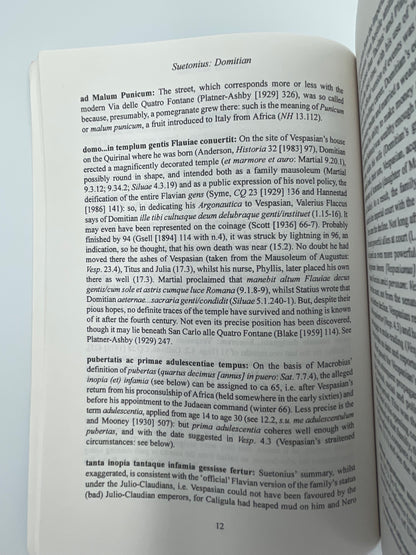 Suetonius: Domitian
ad Malum Punicum: The street, which corresponds more or less with the
modern Via delle Quatro Fontane (Platner-Ashby [1929] 326), was so called
because, presumably, a pomegranate grew there: such is the meaning of Punicum
or malum punicum, a fruit introduced to Italy from Africa (NH 13.112).
domo...in templum gentis Flauiae conuertit: On the site of Vespasian's house
on the Quirinal where he was born (Anderson, Historia 32 [1983] 97), Domitian
erected a magnificently decorated temple (et marmore et auro: Martial 9.20.1),
possibly round in shape, and intended both as a family mausoleum (Martial
9.3.12; 9.34.2; Siluae 4.3.19) and as a public expression of his novel policy, the
deification of the entire Flavian gens (Syme, CQ 23 [1929] 136 and Hannestad
[1986] 141): so, in dedicating his Argonautica to Vespasian, Valerius Flaccus
says of Domitian ille tibi cultusque deum delubraque genti/instituet (1.15-16). It
may even have been represented on the coinage (Scott [1936] 66-7). Probably
finished by 94 (Gsell [1894] 114 with n.4), it was struck by lightning in 96, an
indication, so he thought, that his own death was near (15.2). No doubt he had
moved there the ashes of Vespasian (taken from the Mausoleum of Augustus:
Vesp. 23.4), Titus and Julia (17.3), whilst his nurse, Phyllis, later placed his own
there as well (17.3). Martial proclaimed that manebit altum Flauiae decus
gentis/cum sole et astris cumque luce Romana (9.1.8-9), whilst Statius wrote that
Domitian aeternae...sacraria genti/condidit (Siluae 5.1.240-1). But, despite their
pious hopes, no definite traces of the temple have survived and nothing is known
of it after the fourth century. Not even its precise position has been discovered,
though it may lie beneath San Carlo alle Quatro Fontane (Blake [1959] 114). See
Platner-Ashby (1929) 247.
pubertatis ac primae adulescentiae tempus: On the basis of Macrobius'
definition of pubertas (quartus decimus [annus] in puero: Sat. 7.7.4), the alleged
inopia (et) infamia (see below) can be assigned to ca 65, i.e. after Vespasian's
return from his proconsulship of Africa (held somewhere in the early sixties) and
before his appointment to the Judaean command (winter 66). Less precise is the
term adulescentia, applied from age 14 to age 30 (see 12.2, s.u. me adulescentulum
and Mooney [1930] 507): but prima adulescentia coheres well enough with
pubertas, and with the date suggested in Vesp. 4.3 (Vespasian's straitened
circumstances: see below).
tanta inopia tantaque infamia gessisse fertur: Suetonius' summary, whilst
exaggerated, is consistent with the 'official' Flavian version of the family's status
under the Julio-Claudians, i.e. Vespasian could not have been favoured by the
(bad) Julio-Claudian emperors, for Caligula had heaped mud on him and Nero
12